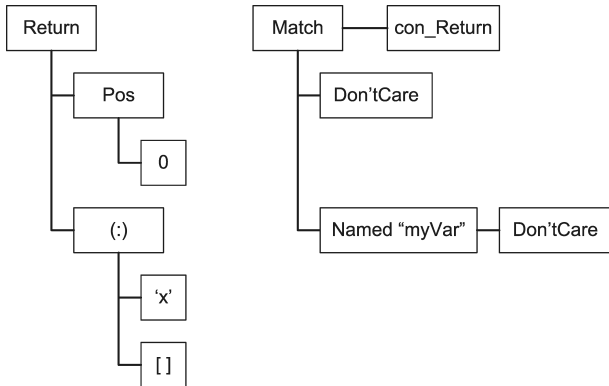 Return
Match
con_Return
Pos
Don’tCare
0
(:)
Named “myVar”
Don’tCare
‘x’
[ ]